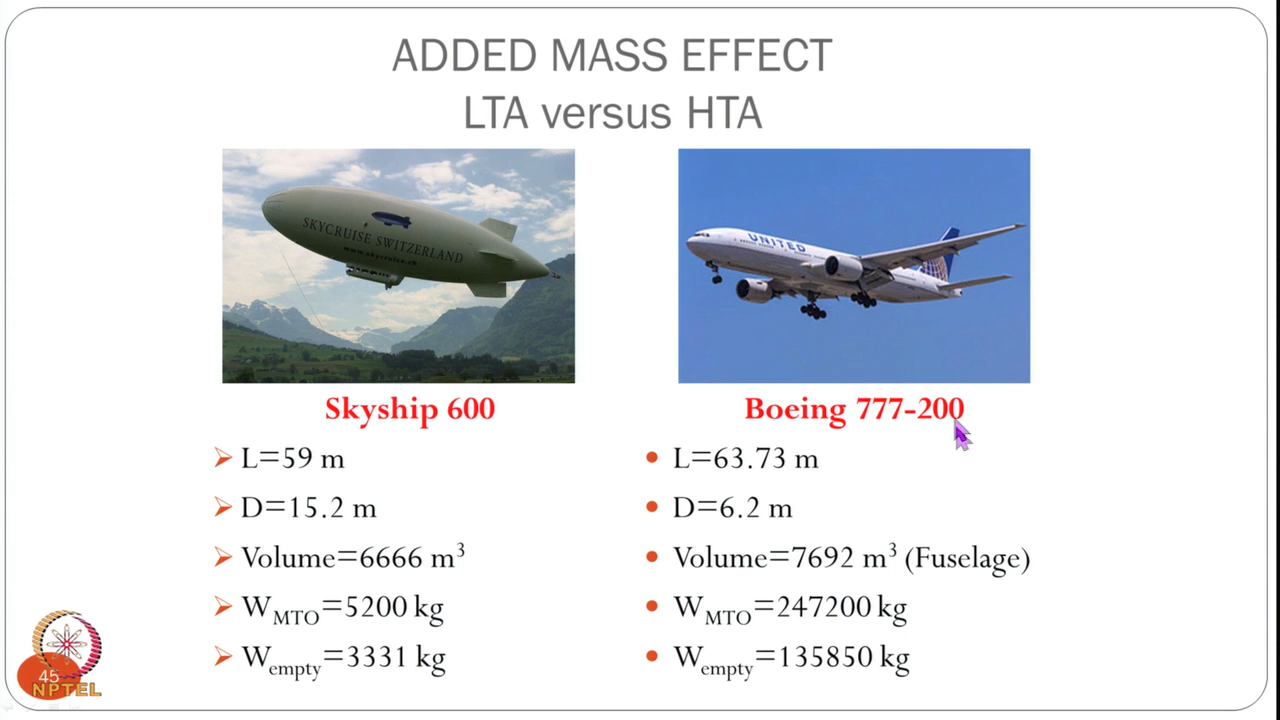 ADDED MASS EFFECT
LTA versus HTA
SKYCRUISE SWITZERLAND
www.skycruise.ch
UNITED
Skyship 600
Boeing 777-200
L=59 m
D=15.2 m
Volume=6666 m³
W_MTO=5200 kg
W_empty=3331 kg
L=63.73 m
D=6.2 m
Volume=7692 m³ (Fuselage)
W_MTO=247200 kg
W_empty=135850 kg
45
NPTEL